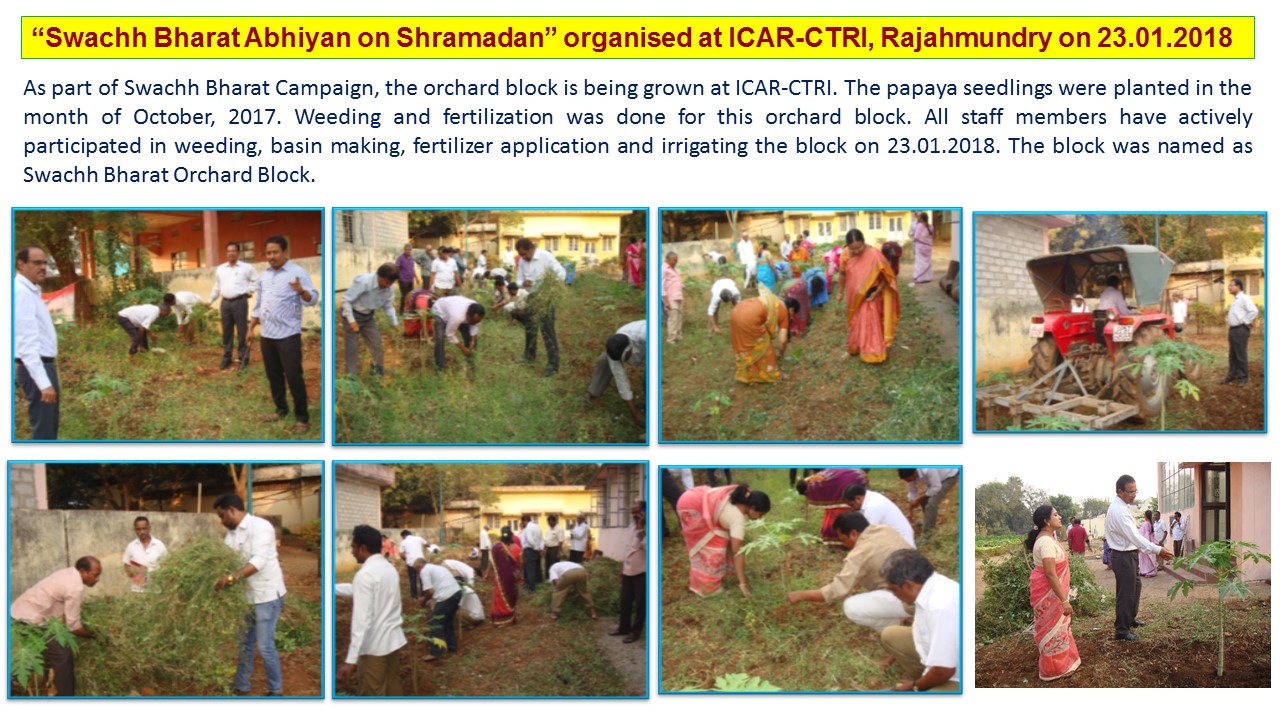 “Swachh Bharat Abhiyan on Shramadan” organised at ICAR-CTRI, Rajahmundry on 23.01.2018
As part of Swachh Bharat Campaign, the orchard block is being grown at ICAR-CTRI. The papaya seedlings were planted in the
month of October, 2017. Weeding and fertilization was done for this orchard block. All staff members have actively
participated in weeding, basin making, fertilizer application and irrigating the block on 23.01.2018. The block was named as
Swachh Bharat Orchard Block.